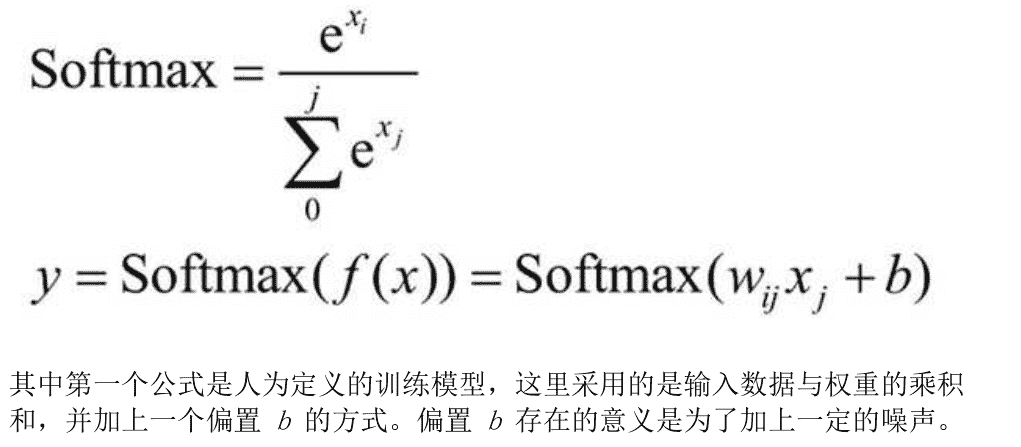 Softmax = \frac{e^{x_i}}{\sum_{0}^{j} e^{x_j}}
y = Softmax(f(x)) = Softmax(w_{ij}x_j + b)
其中第一个公式是人为定义的训练模型，这里采用的是输入数据与权重的乘积
和，并加上一个偏置 b 的方式。偏置 b 存在的意义是为了加上一定的噪声。